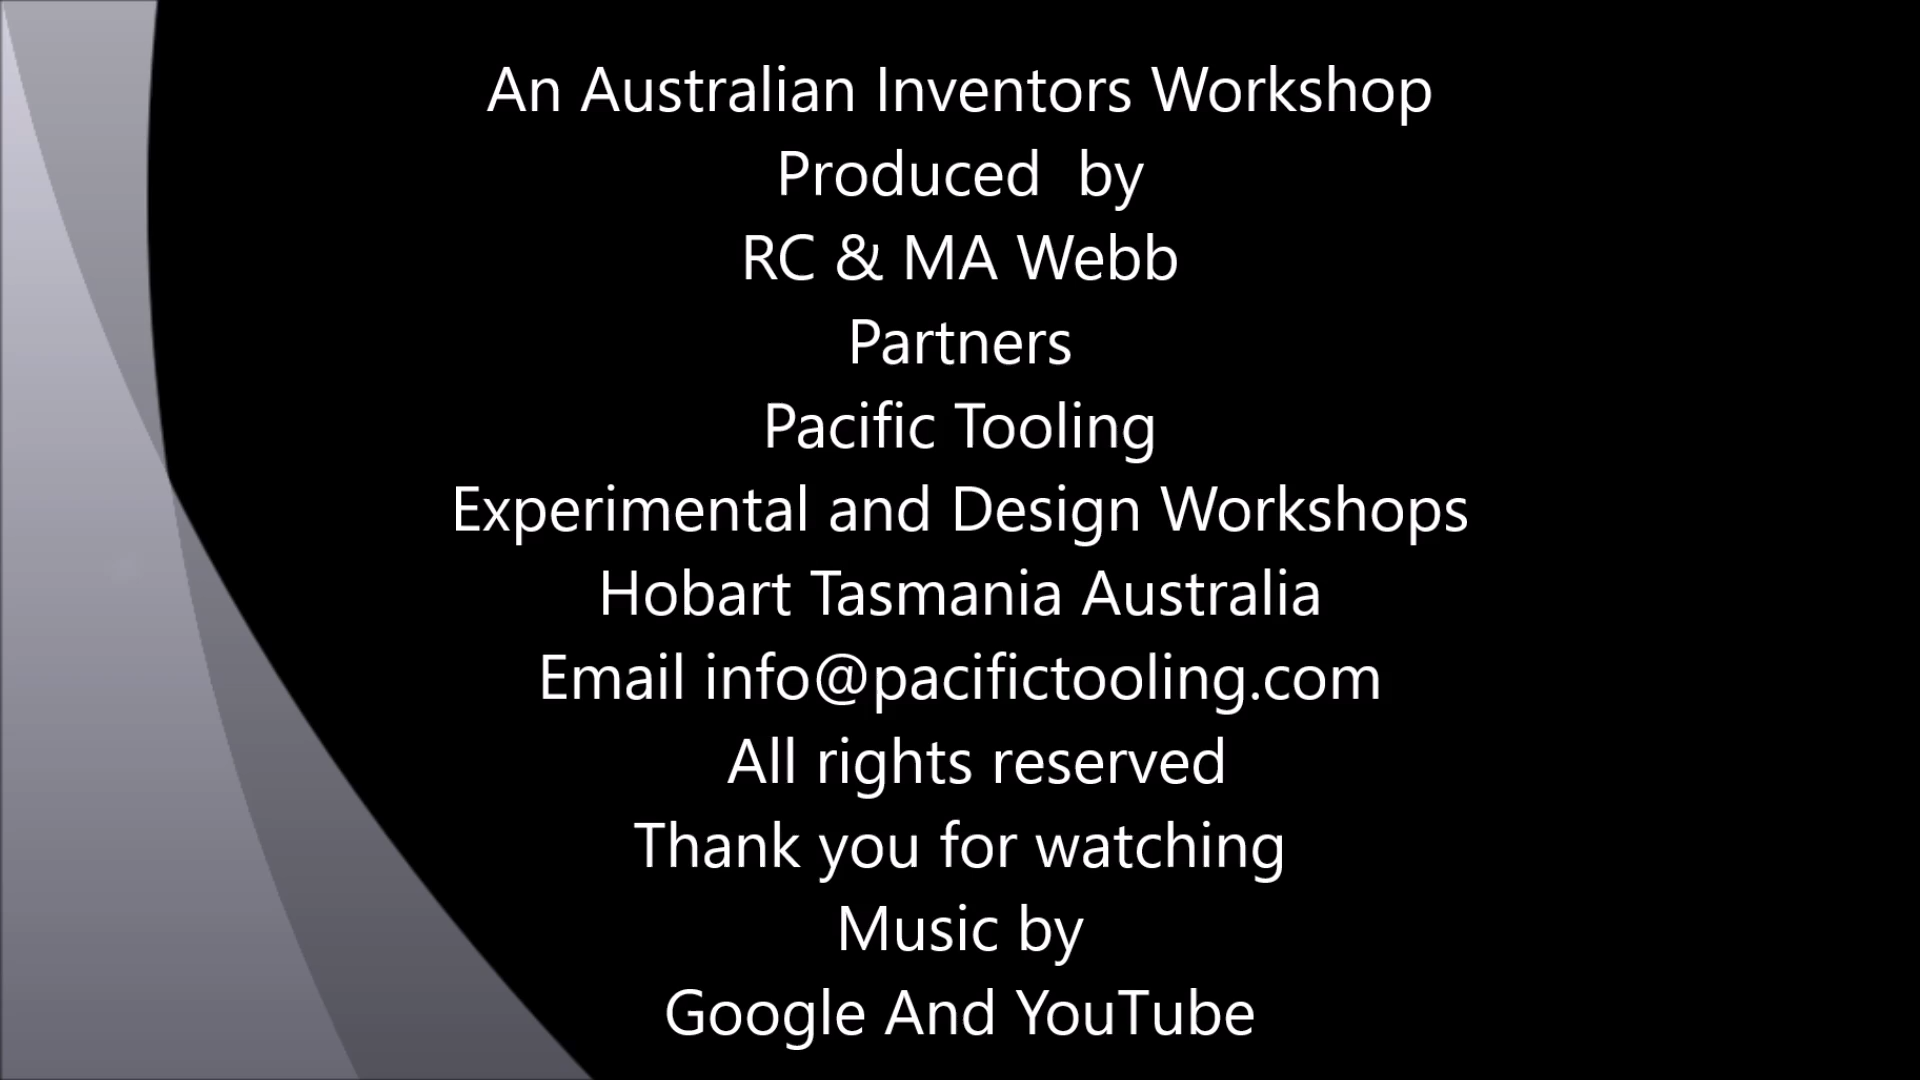 An Australian Inventors Workshop
Produced  by
RC & MA Webb
Partners
Pacific Tooling
Experimental and Design Workshops
Hobart Tasmania Australia
Email info@pacifictooling.com
All rights reserved
Thank you for watching
Music by
Google And YouTube